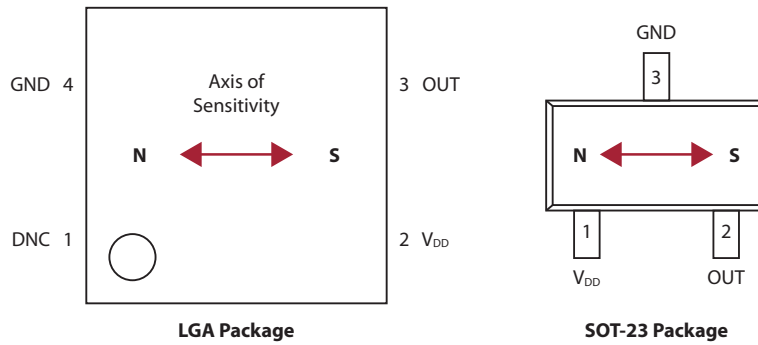 GND 4
Axis of
Sensitivity
3 OUT
N
S
DNC 1
2 VDD
LGA Package
GND
3
N
S
1
2
VDD
OUT
SOT-23 Package